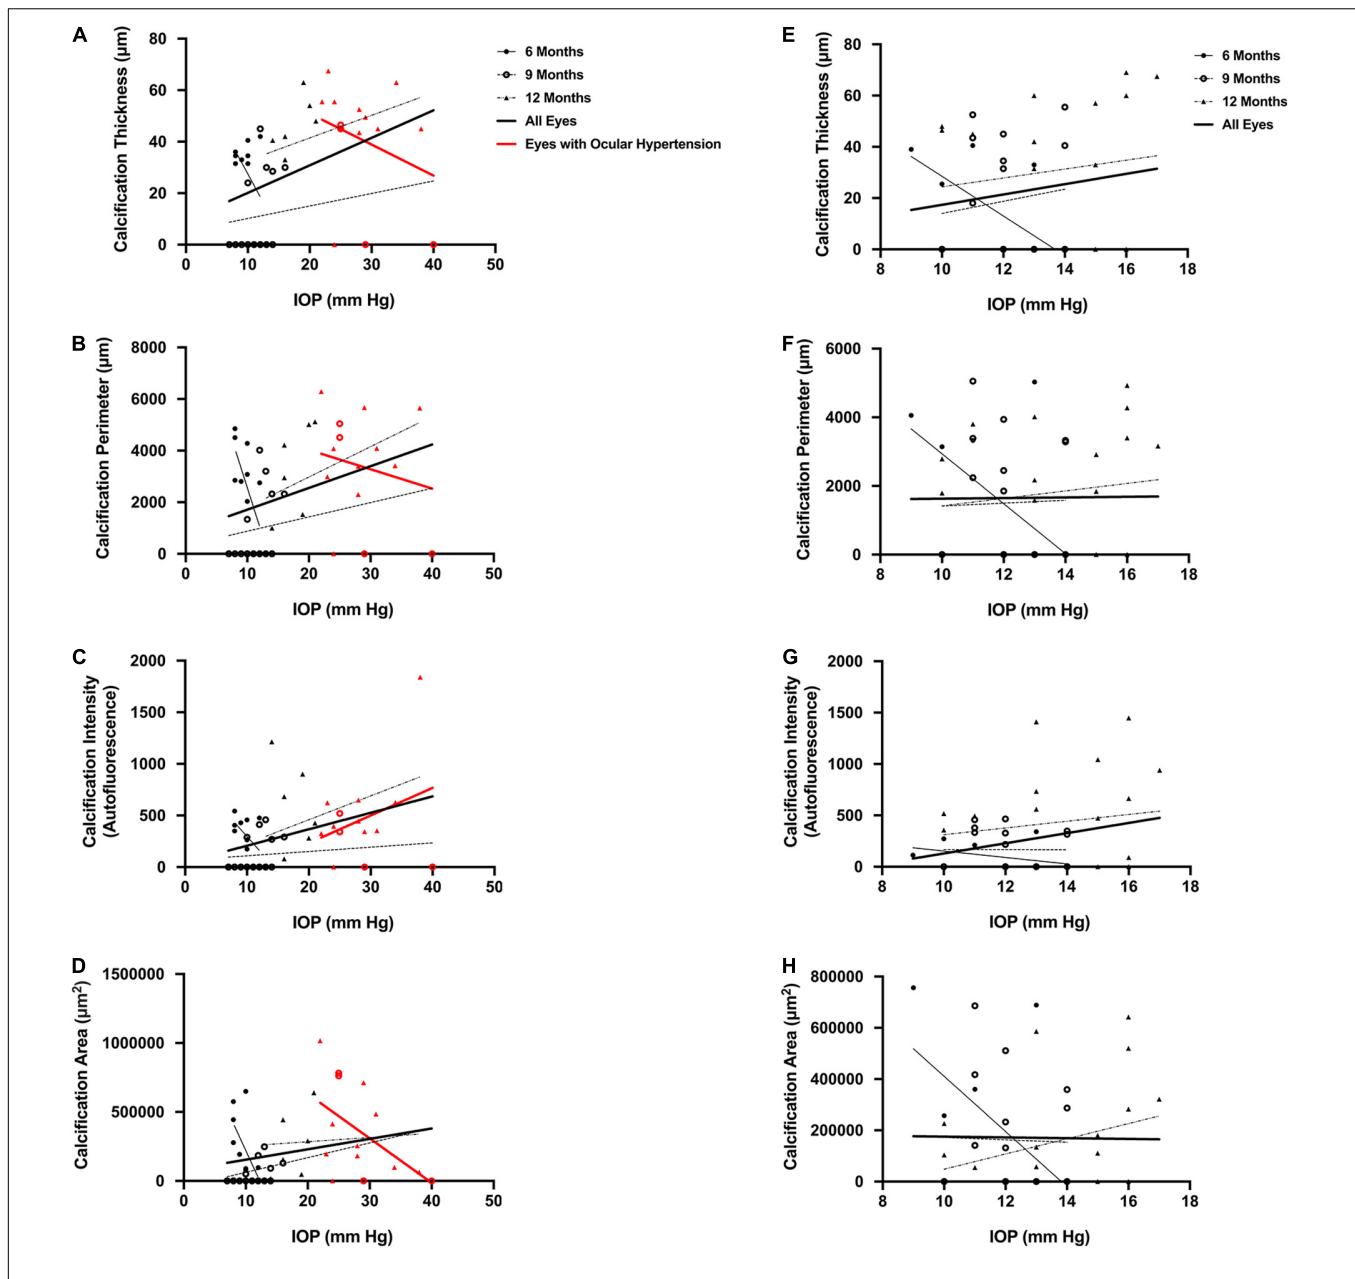 A
Calcification Thickness (µm)
80
60
40
20
0
0 10 20 30 40 50
IOP (mm Hg)
6 Months
9 Months
12 Months
All Eyes
Eyes with Ocular Hypertension
E
Calcification Thickness (µm)
80
60
40
20
0
8 10 12 14 16 18
IOP (mm Hg)
6 Months
9 Months
12 Months
All Eyes
B
Calcification Perimeter (µm)
8000
6000
4000
2000
0
0 10 20 30 40 50
IOP (mm Hg)
F
Calcification Perimeter (µm)
6000
4000
2000
0
8 10 12 14 16 18
IOP (mm Hg)
C
Calcification Intensity
(Autofluorescence)
2000
1500
1000
500
0
0 10 20 30 40 50
IOP (mm Hg)
G
Calcification Intensity
(Autofluorescence)
2000
1500
1000
500
0
8 10 12 14 16 18
IOP (mm Hg)
D
Calcification Area (µm²)
1500000
1000000
500000
0
0 10 20 30 40 50
IOP (mm Hg)
H
Calcification Area (µm²)
800000
600000
400000
200000
0
8 10 12 14 16 18
IOP (mm Hg)